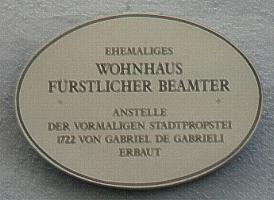 EHEMALIGES
WOHNHAUS
FÜRSTLICHER BEAMTER
ANSTELLE
DER VORMALIGEN STADTPROPSTEI
1722 VON GABRIEL DE GABRIELI
ERBAUT